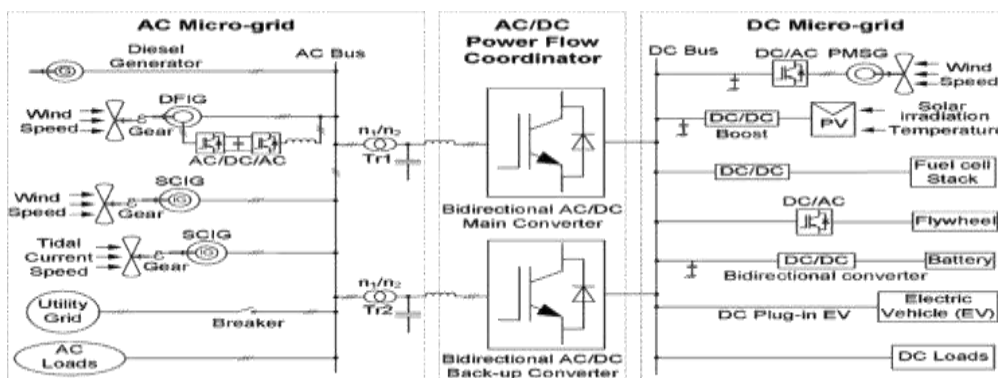 AC Micro-grid
Diesel
Generator
AC Bus
G
Wind
Speed
DFIG
Gear
AC/DC/AC
Wind
Speed
SCIG
IG
Gear
Tidal
Current
Speed
SCIG
IG
Gear
Utility
Grid
Breaker
AC
Loads
n1/n2
Tr1
n1/n2
Tr2
AC/DC
Power Flow
Coordinator
Bidirectional AC/DC
Main Converter
Bidirectional AC/DC
Back-up Converter
DC Micro-grid
DC Bus
DC/AC PMSG
Wind
Speed
DC/DC
Boost
PV
Solar
irradiation
Temperature
DC/DC
Fuel cell
Stack
DC/AC
Flywheel
DC/DC
Battery
Bidirectional converter
DC Plug-in EV
Electric
Vehicle (EV)
DC Loads